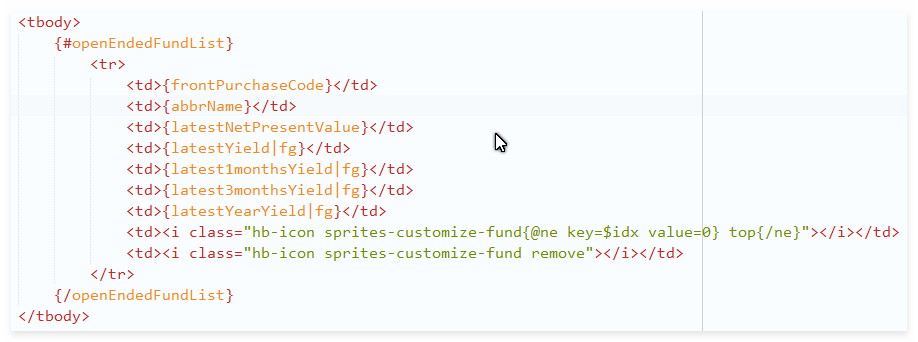 <tbody>
    {#openEndedFundList}
        <tr>
            <td>{frontPurchaseCode}</td>
            <td>{abbrName}</td>
            <td>{latestNetPresentValue}</td>
            <td>{latestYield|fg}</td>
            <td>{latest1monthsYield|fg}</td>
            <td>{latest3monthsYield|fg}</td>
            <td>{latestYearYield|fg}</td>
            <td><i class="hb-icon sprites-customize-fund{@ne key=$idx value=0} top{/ne}"></i></td>
            <td><i class="hb-icon sprites-customize-fund remove"></i></td>
        </tr>
    {/openEndedFundList}
</tbody>